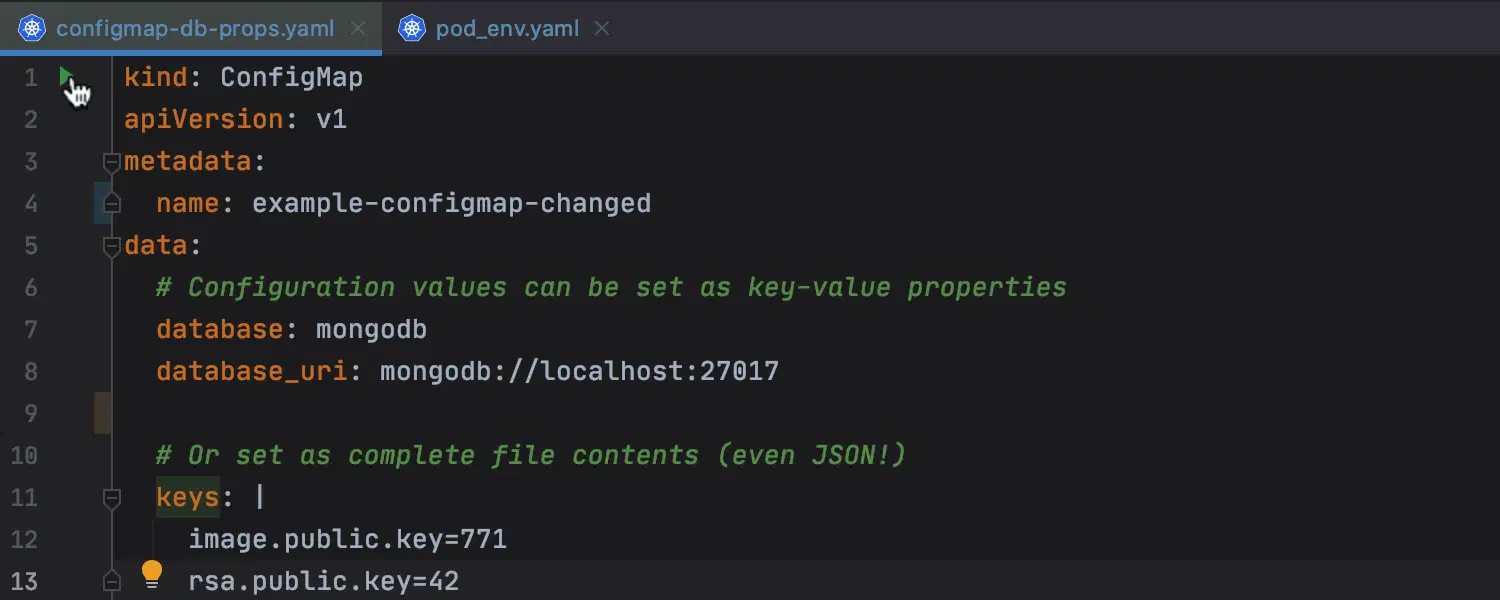 configmap-db-props.yaml pod_env.yaml
1 kind: ConfigMap
2 apiVersion: v1
3 metadata:
4   name: example-configmap-changed
5 data:
6   # Configuration values can be set as key-value properties
7   database: mongodb
8   database_uri: mongodb://localhost:27017
9
10   # Or set as complete file contents (even JSON!)
11   keys: |
12     image.public.key=771
13     rsa.public.key=42